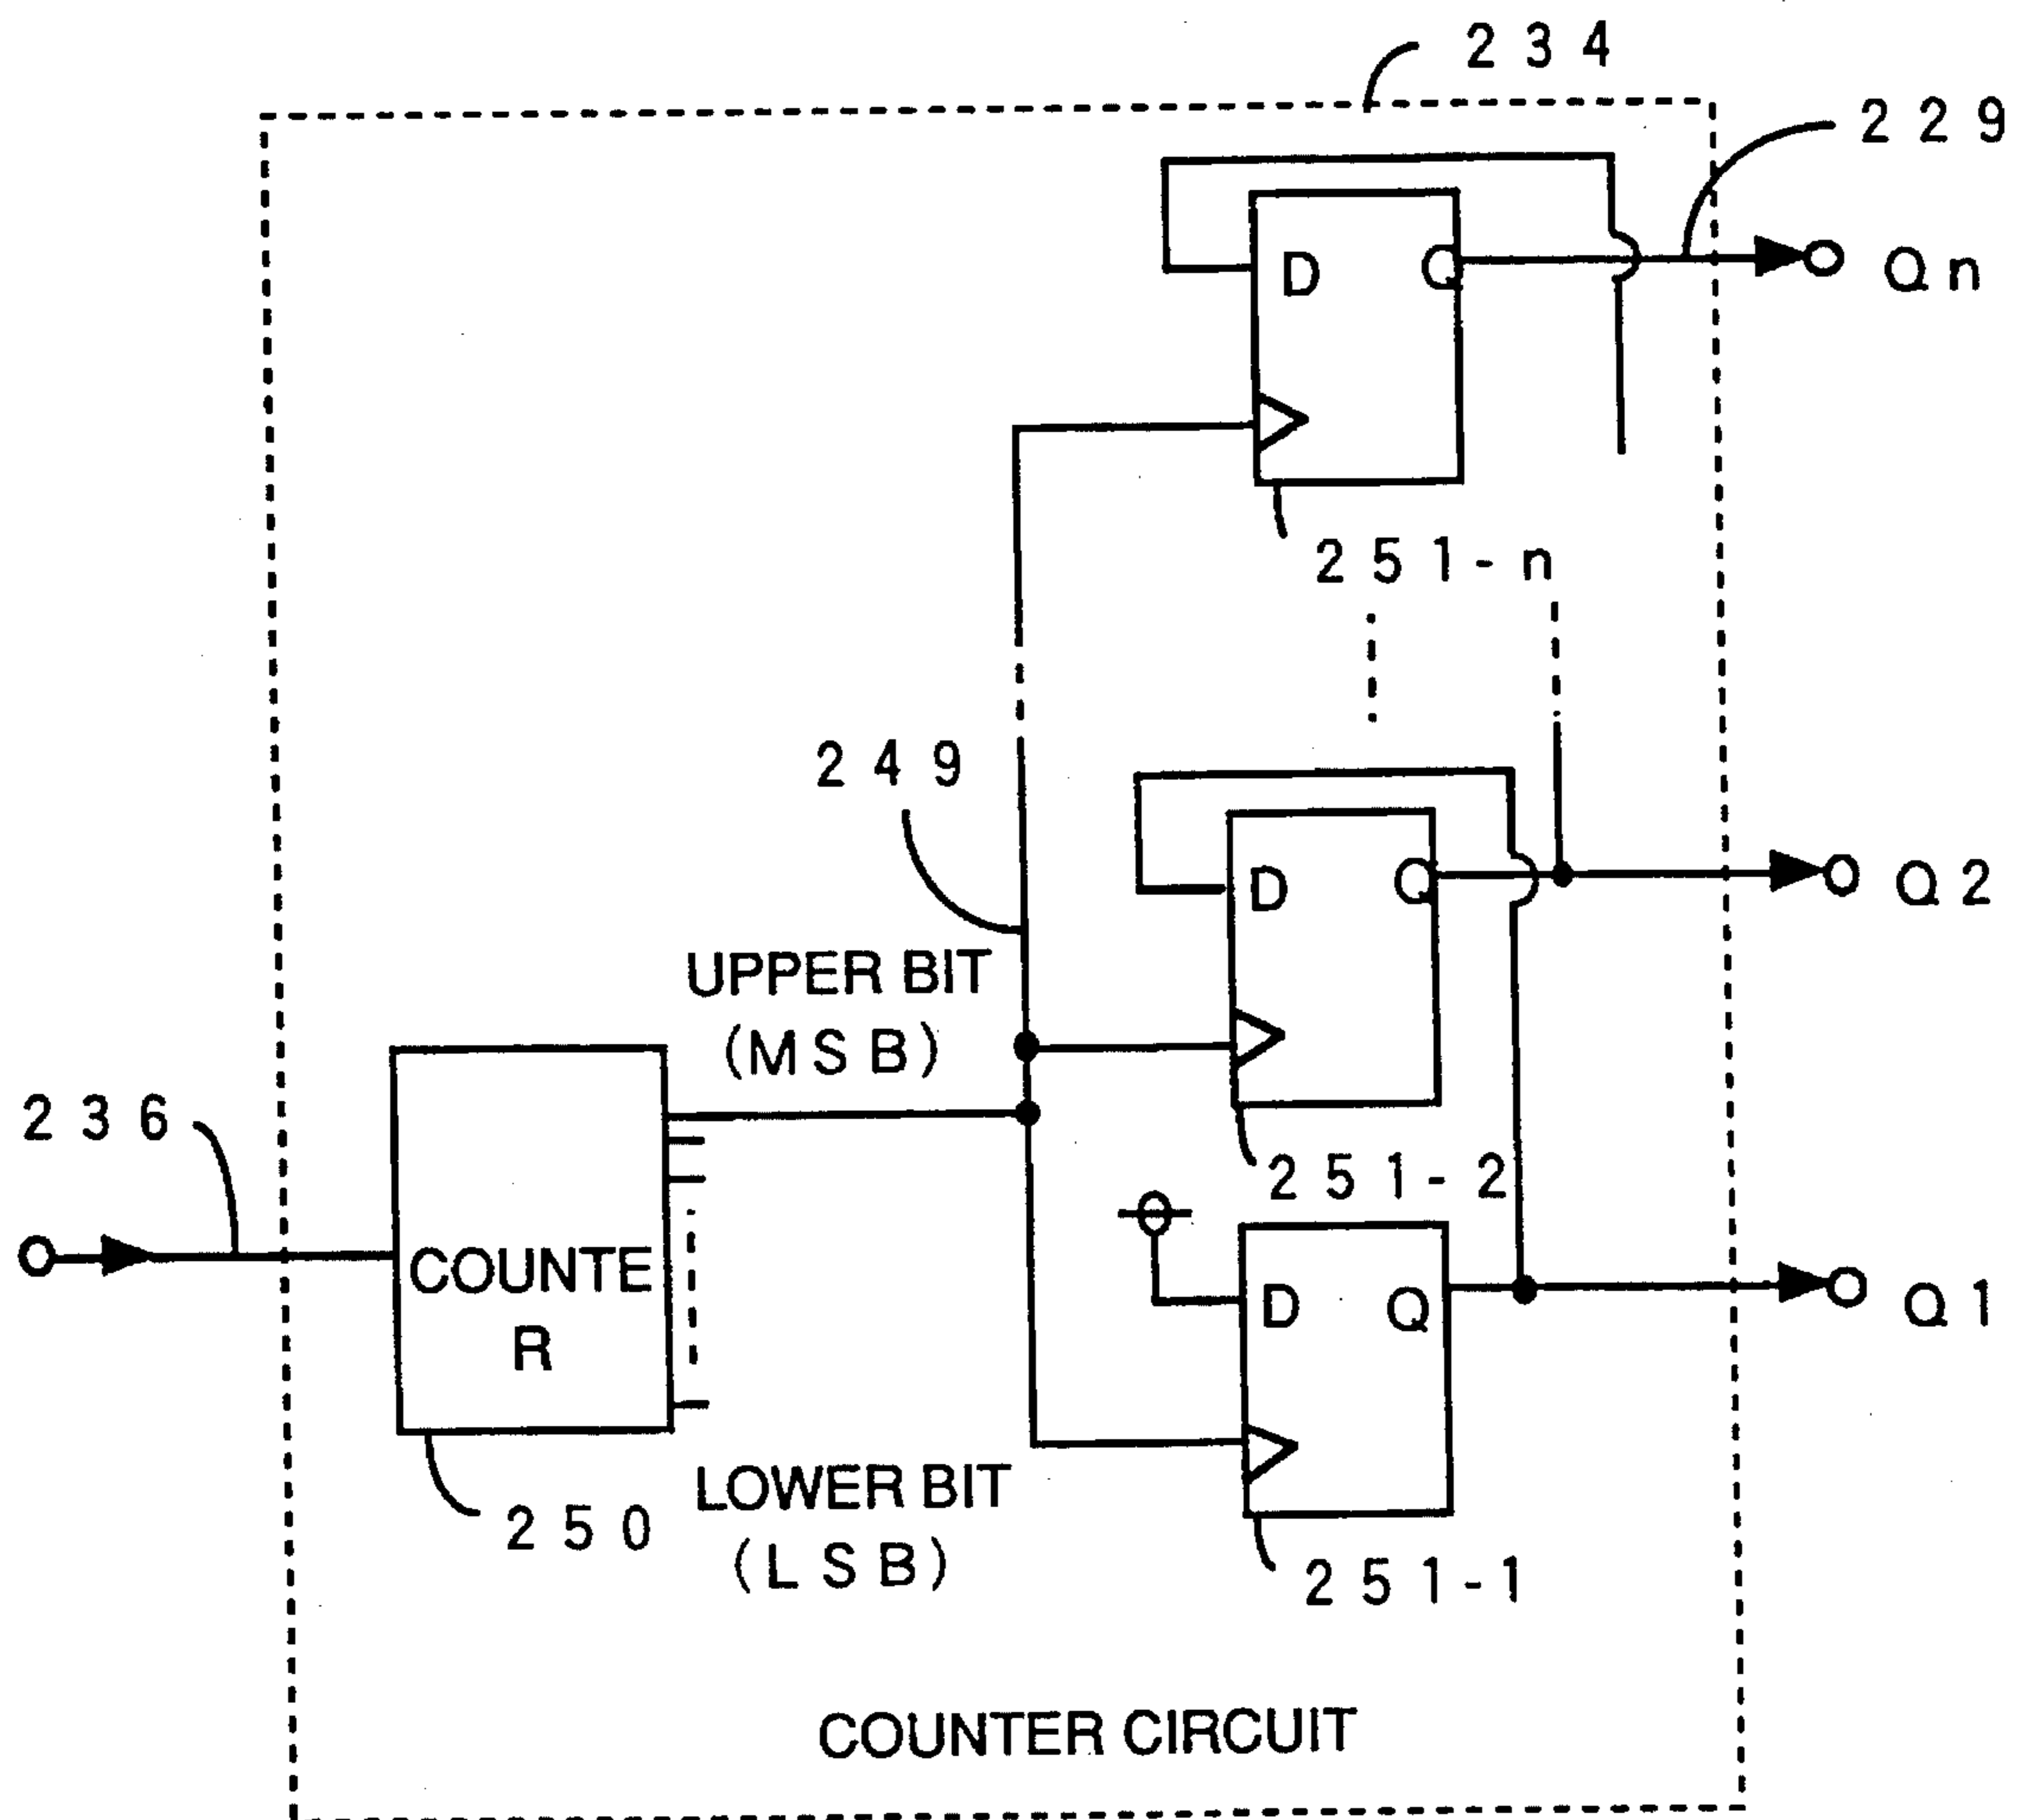 234
229
D Q
Qn
251-n
249
D Q
Q2
UPPER BIT
(MSB)
236
251-2
COUNTE
R
D Q
Q1
LOWER BIT
(LSB)
250
251-1
COUNTER CIRCUIT